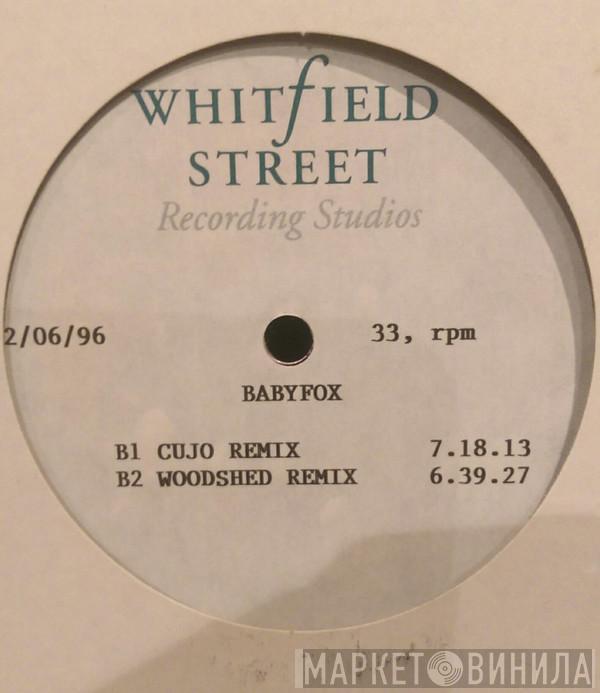 WHITfIELD
STREET
Recording Studios
2/06/96 33, rpm
BABYFOX
B1 CUJO REMIX 7.18.13
B2 WOODSHED REMIX 6.39.27
МАРКЕТ ВИНИЛА